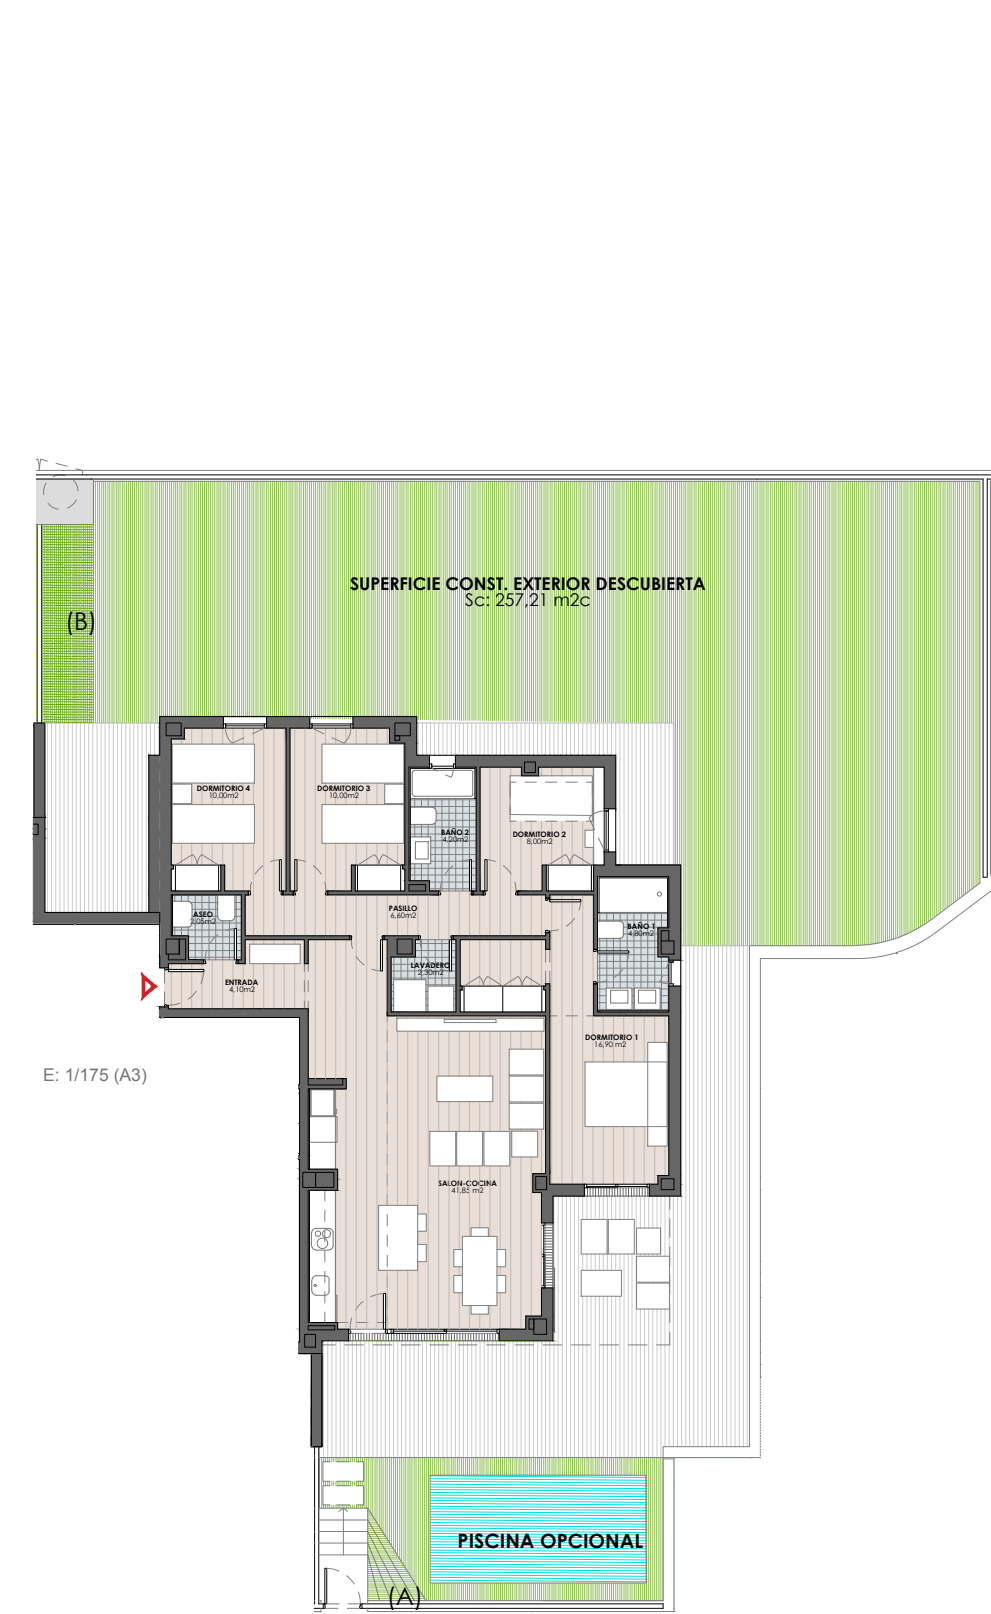 SUPERFICIE CONST. EXTERIOR DESCUBIERTA
Sc: 257,21 m2c
(B)
DORMITORIO 4
10,00m2
DORMITORIO 3
10,00m2
BAÑO 2
4,20m2
DORMITORIO 2
8,00m2
PASILLO
6,60m2
ASEO
2,05m2
BAÑO 1
4,80m2
LAVADERO
2,30m2
ENTRADA
4,10m2
DORMITORIO 1
16,90 m2
E: 1/175 (A3)
SALON-COCINA
41,85 m2
PISCINA OPCIONAL
(A)